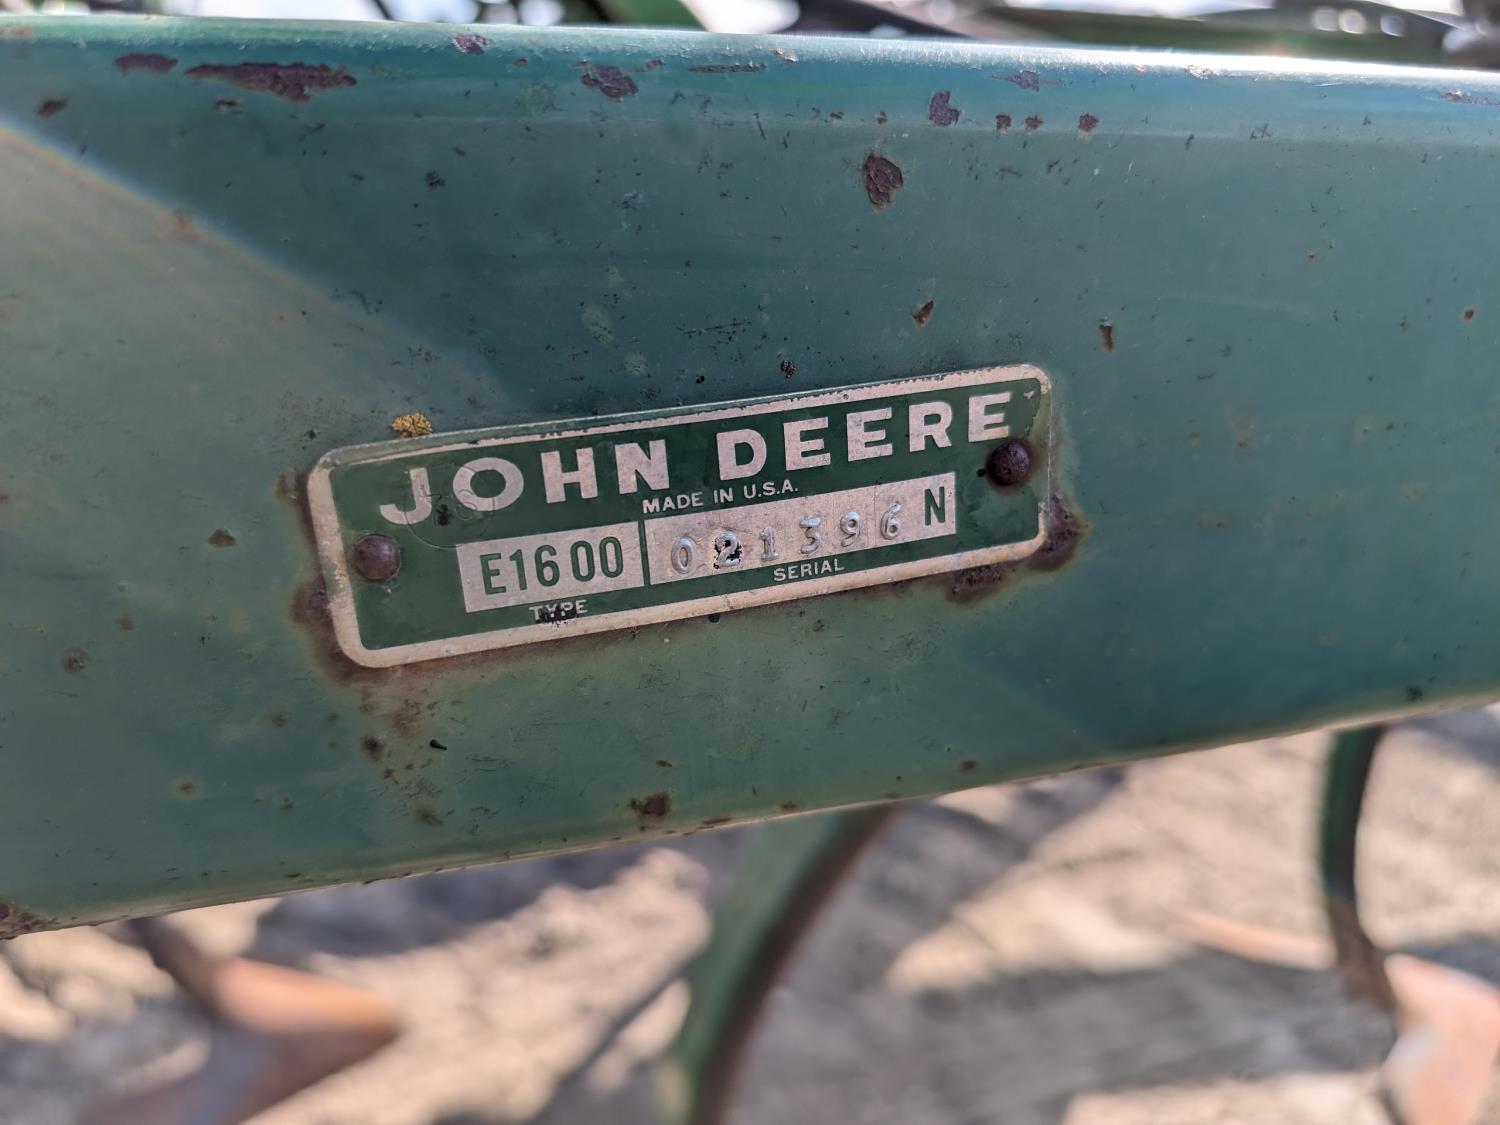 JOHN DEERE
MADE IN U.S.A.
E1600 021396 N
TYPE SERIAL